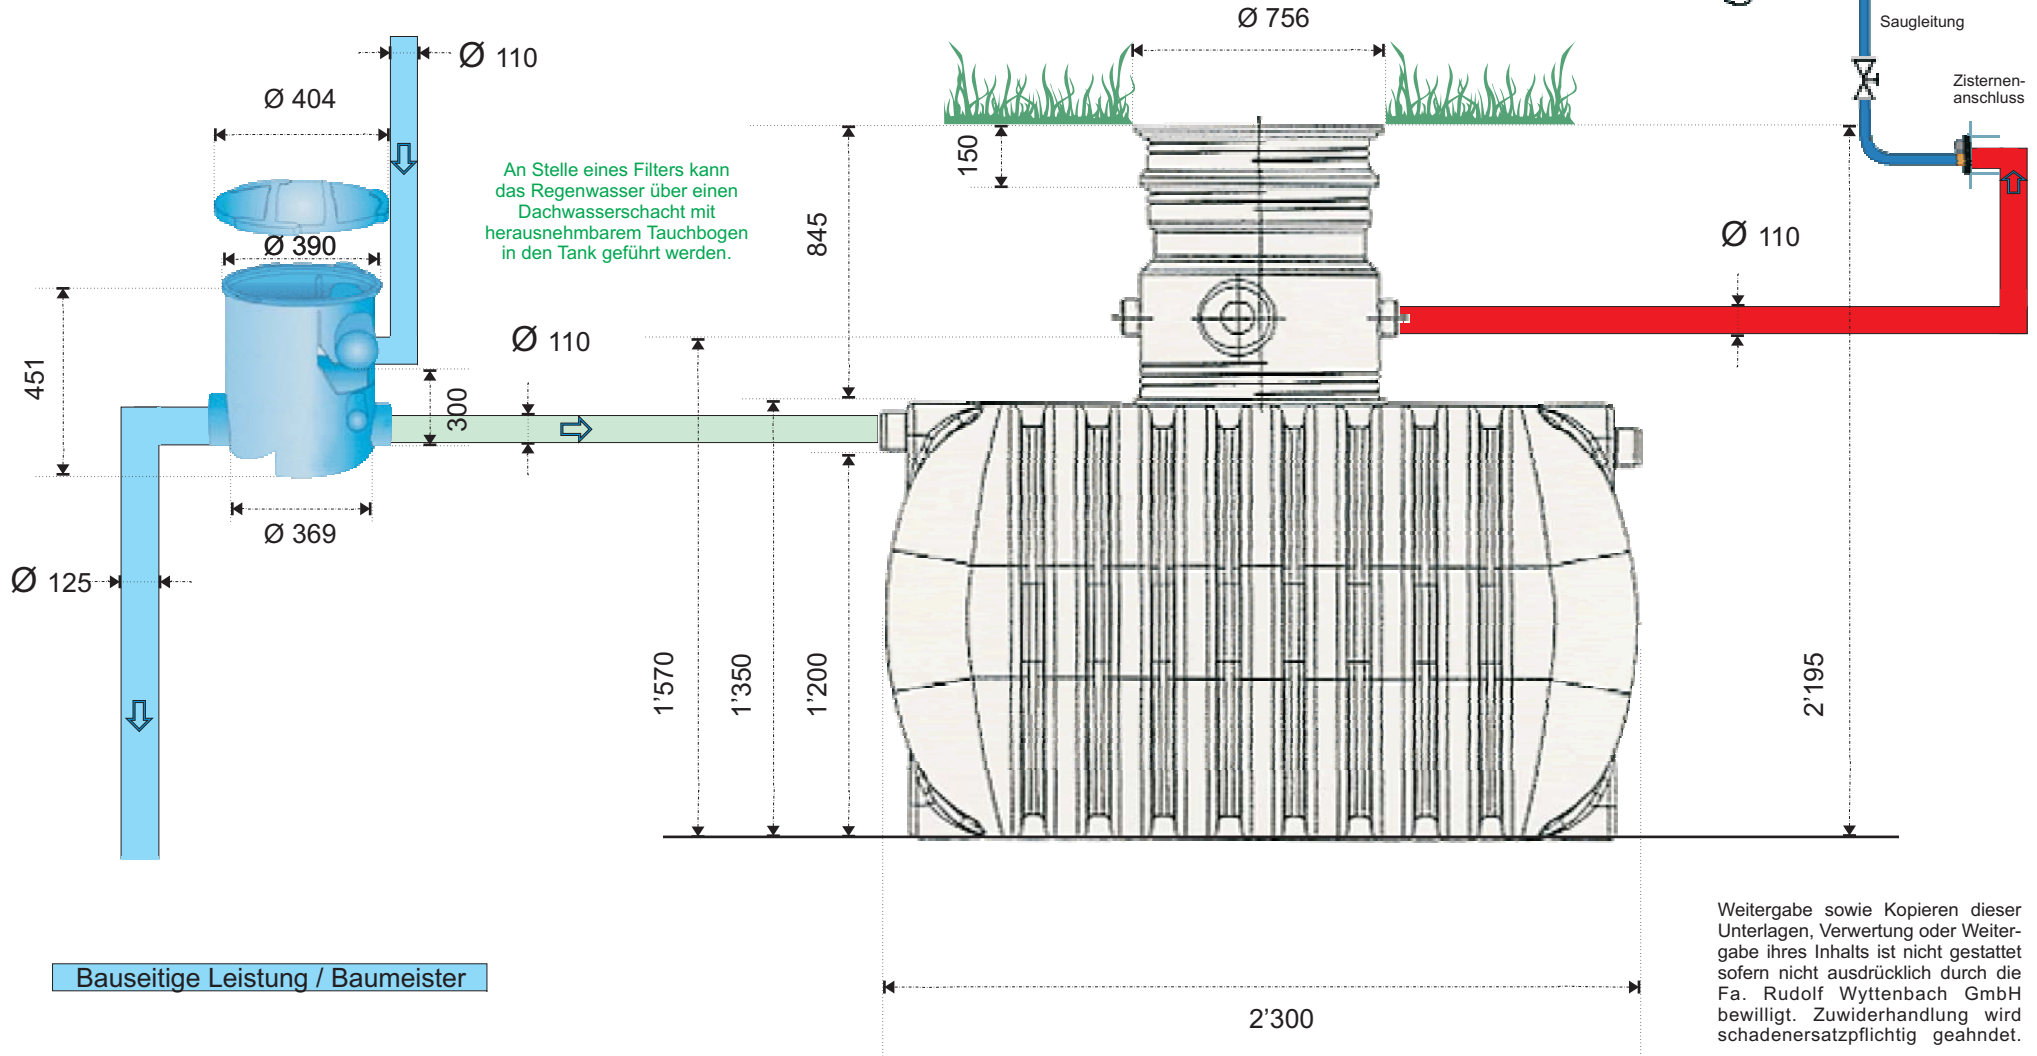 Ø 756
Saugleitung
Ø 110
Zisternen-
anschluss
Ø 404
150
An Stelle eines Filters kann
das Regenwasser über einen
Dachwasserschacht mit
herausnehmbarem Tauchbogen
in den Tank geführt werden.
845
Ø 110
Ø 390
Ø 110
451
300
Ø 369
Ø 125
1’570
1’350
1’200
2’195
Bauseitige Leistung / Baumeister
2’300
Weitergabe sowie Kopieren dieser
Unterlagen, Verwertung oder Weiter-
gabe ihres Inhalts ist nicht gestattet
sofern nicht ausdrücklich durch die
Fa. Rudolf Wyttenbach GmbH
bewilligt. Zuwiderhandlung wird
schadenersatzpflichtig geahndet.